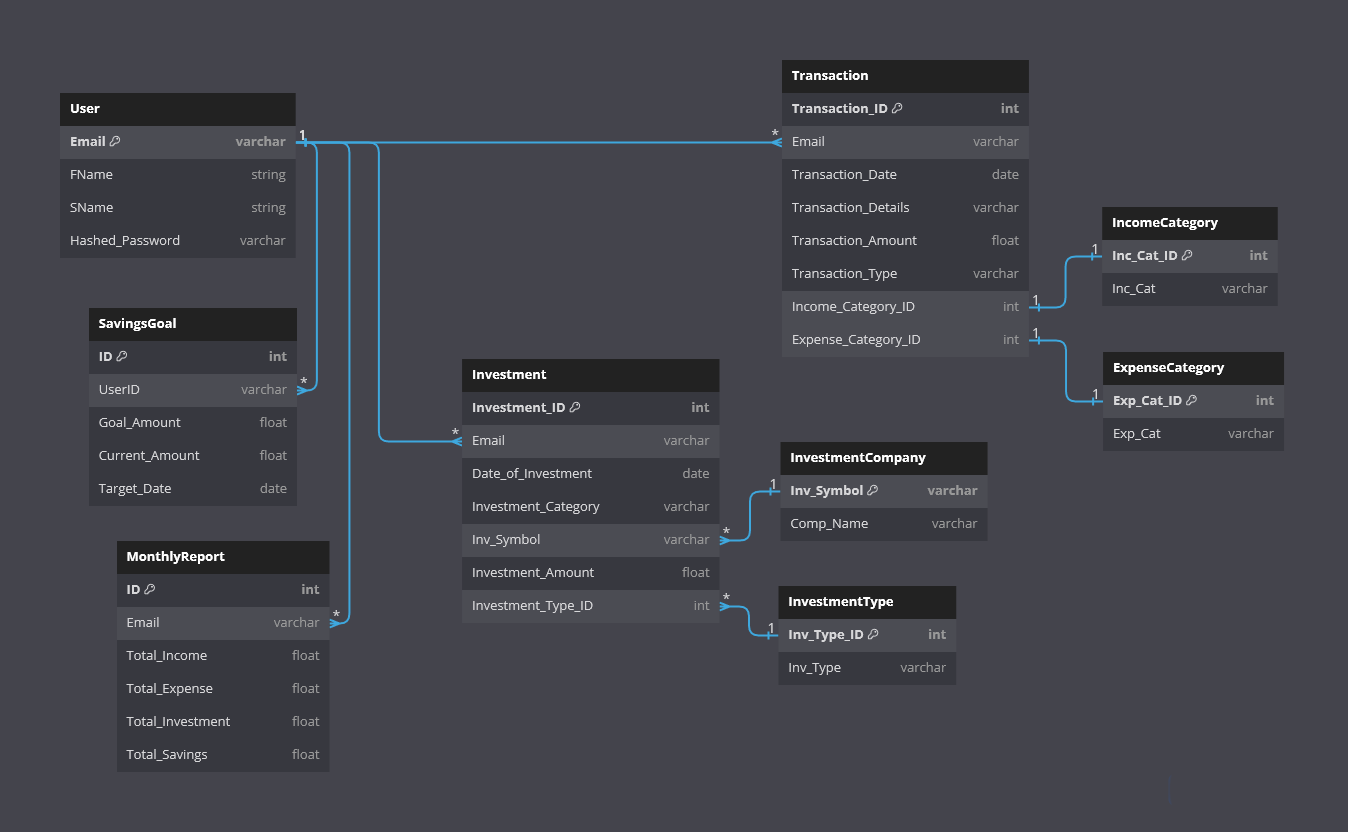 User
Email varchar
FName string
SName string
Hashed_Password varchar
1
*
Transaction
Transaction_ID int
Email varchar
Transaction_Date date
Transaction_Details varchar
Transaction_Amount float
Transaction_Type varchar
Income_Category_ID int
Expense_Category_ID int
1
1
1
1
IncomeCategory
Inc_Cat_ID int
Inc_Cat varchar
ExpenseCategory
Exp_Cat_ID int
Exp_Cat varchar
SavingsGoal
ID int
UserID varchar
Goal_Amount float
Current_Amount float
Target_Date date
*
Investment
Investment_ID int
Email varchar
Date_of_Investment date
Investment_Category varchar
Inv_Symbol varchar
Investment_Amount float
Investment_Type_ID int
*
*
1
*
1
InvestmentCompany
Inv_Symbol varchar
Comp_Name varchar
InvestmentType
Inv_Type_ID int
Inv_Type varchar
MonthlyReport
ID int
Email varchar
Total_Income float
Total_Expense float
Total_Investment float
Total_Savings float
*